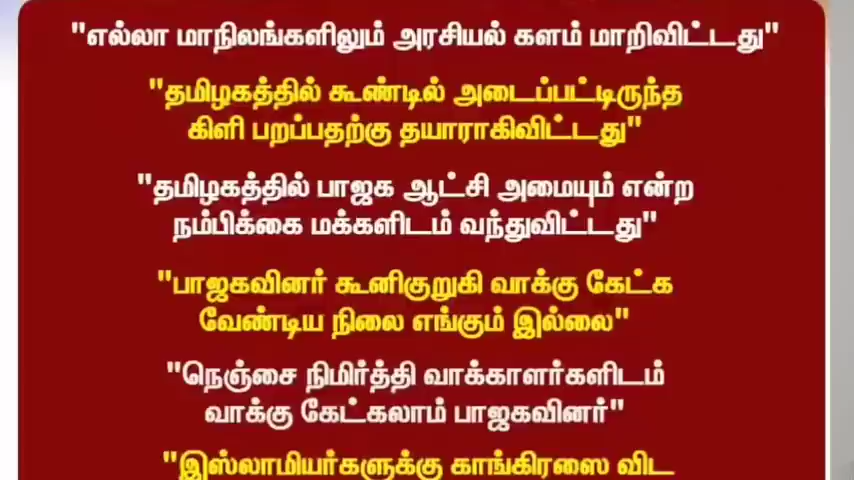 "எல்லா மாநிலங்களிலும் அரசியல் களம் மாறிவிட்டது"
"தமிழகத்தில் கூண்டில் அடைப்பட்டிருந்த
கிளி பறப்பதற்கு தயாராகிவிட்டது"
"தமிழகத்தில் பாஜக ஆட்சி அமையும் என்ற
நம்பிக்கை மக்களிடம் வந்துவிட்டது"
"பாஜகவினர் கூனிகுறுகி வாக்கு கேட்க
வேண்டிய நிலை எங்கும் இல்லை"
"நெஞ்சை நிமிர்த்தி வாக்காளர்களிடம்
வாக்கு கேட்கலாம் பாஜகவினர்"
"இஸ்லாமியர்களுக்கு காங்கிரஸை விட